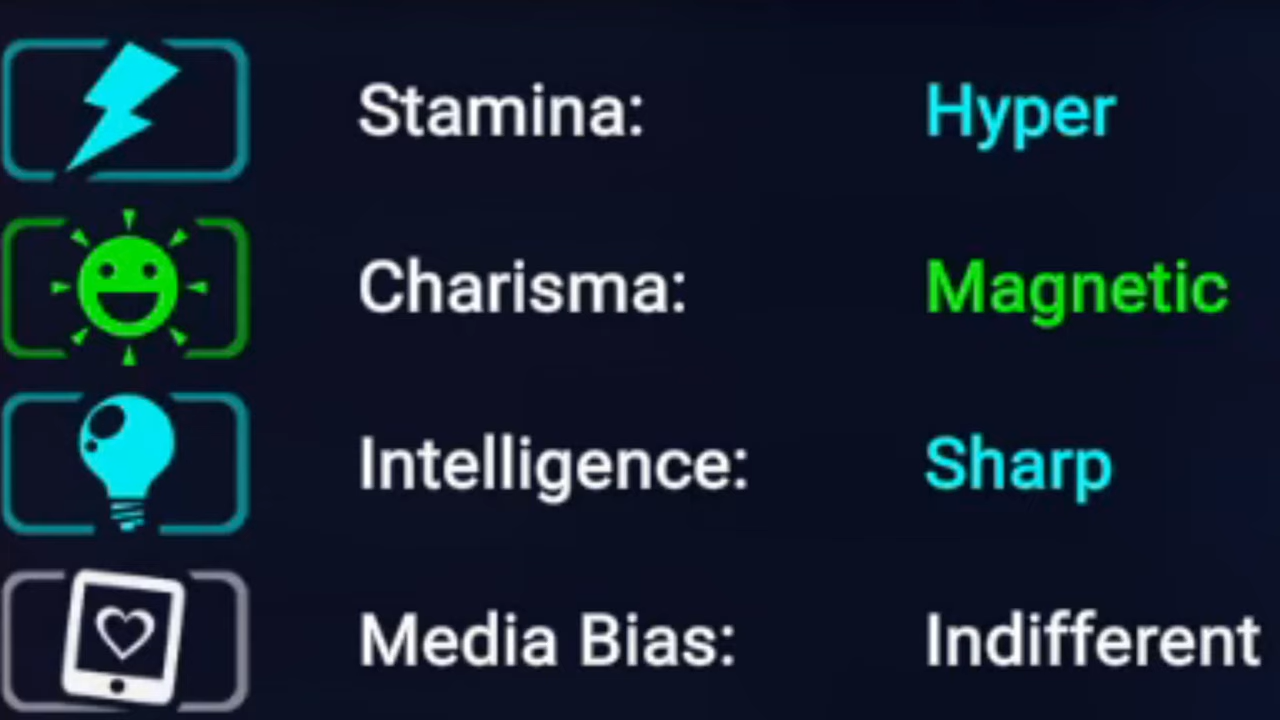 Stamina: Hyper
Charisma: Magnetic
Intelligence: Sharp
Media Bias: Indifferent